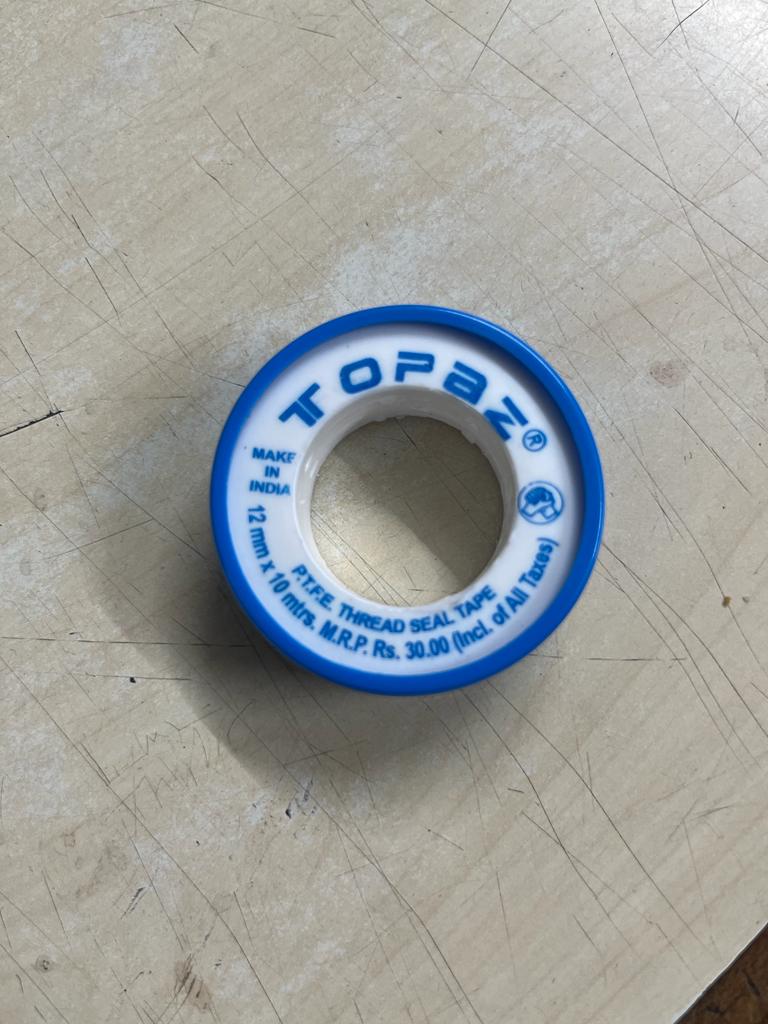 TOPAZ®
MAKE
IN
INDIA
P.T.F.E. THREAD SEAL TAPE
12 mm x 10 mtrs. M.R.P. Rs. 30.00 (Incl. of All Taxes)